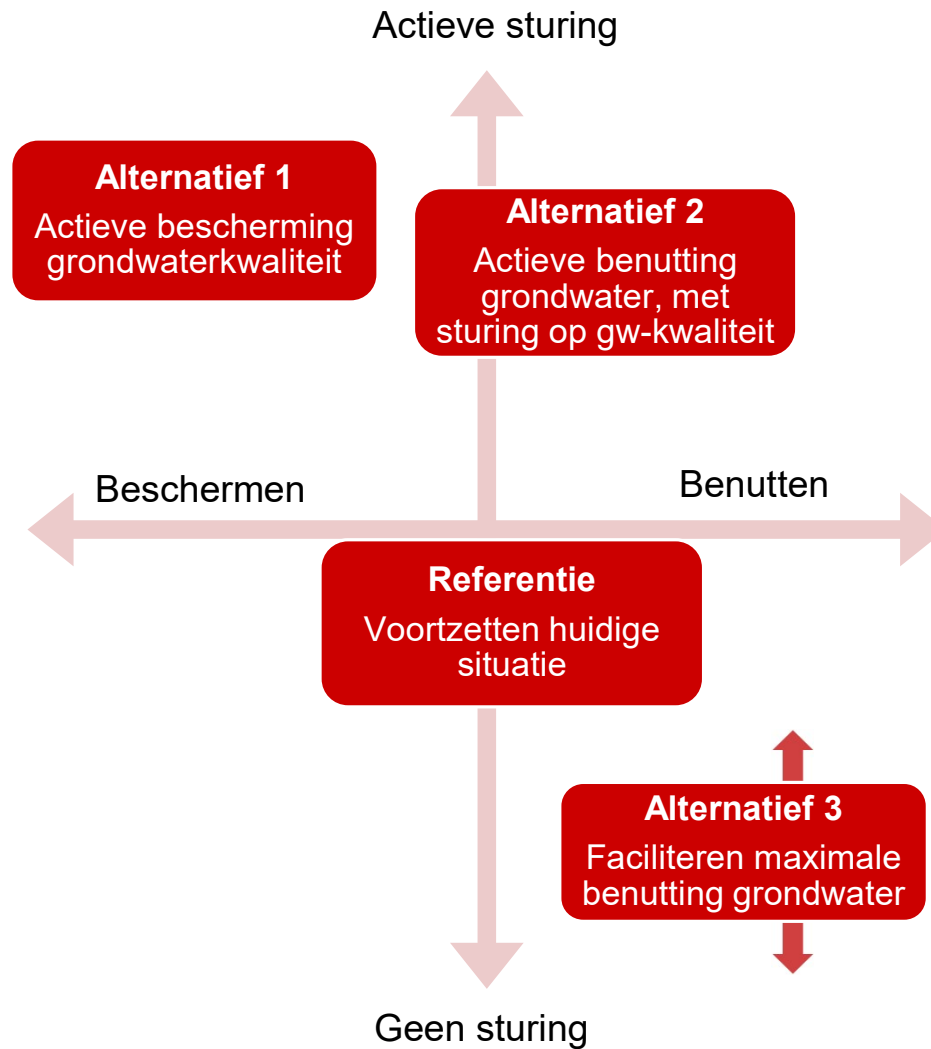 Actieve sturing
Alternatief 1
Actieve bescherming
grondwaterkwaliteit
Alternatief 2
Actieve benutting
grondwater, met
sturing op gw-kwaliteit
Beschermen
Benutten
Referentie
Voortzetten huidige
situatie
Alternatief 3
Faciliteren maximale
benutting grondwater
Geen sturing